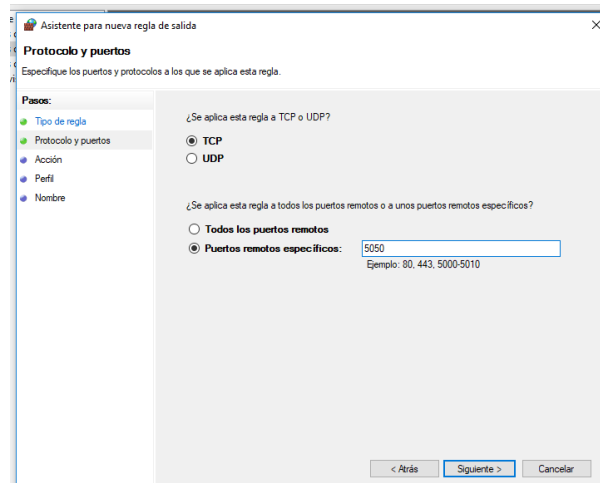 Asistente para nueva regla de salida
Protocolo y puertos
Especifique los puertos y protocolos a los que se aplica esta regla.
Pasos:
Tipo de regla
Protocolo y puertos
Acción
Perfil
Nombre
¿Se aplica esta regla a TCP o UDP?
TCP
UDP
¿Se aplica esta regla a todos los puertos remotos o a unos puertos remotos específicos?
Todos los puertos remotos
Puertos remotos específicos: 5050
Ejemplo: 80, 443, 5000-5010
< Atrás Siguiente > Cancelar